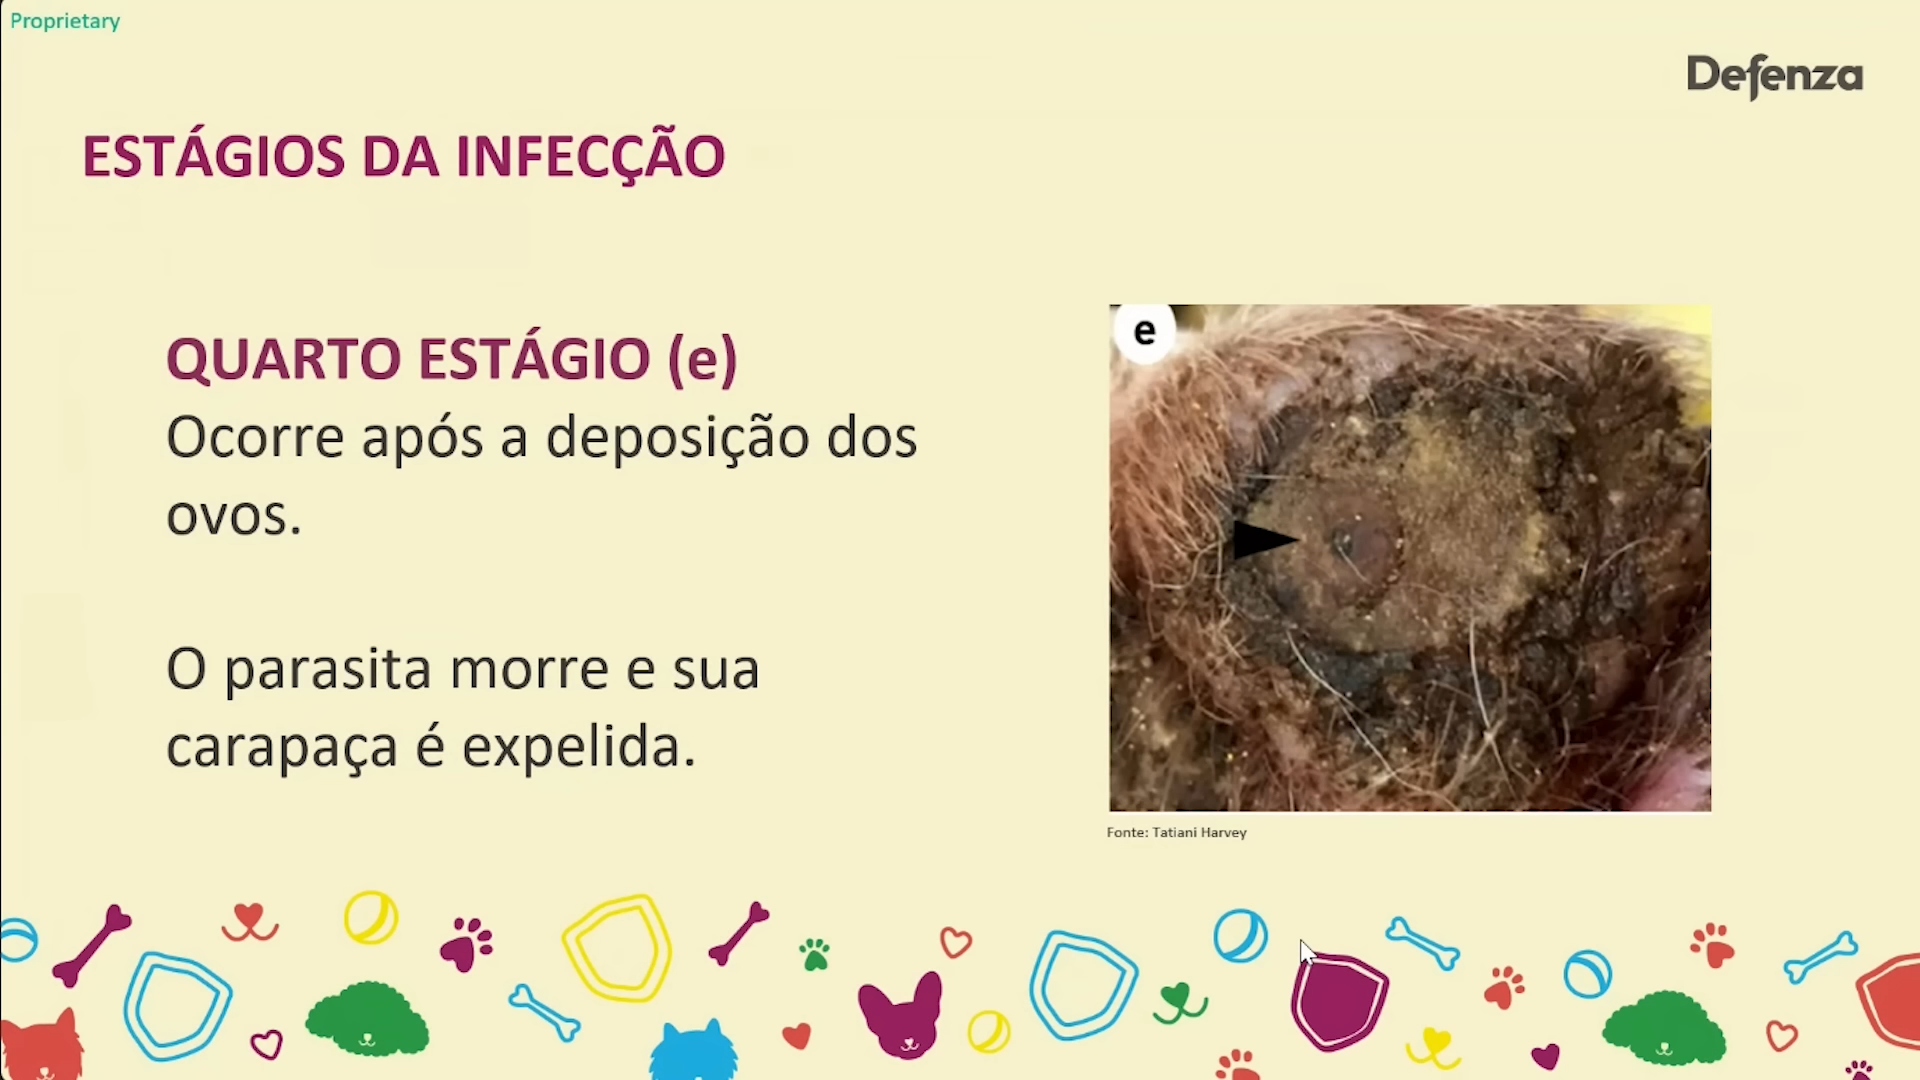 Proprietary
Defenza
ESTÁGIOS DA INFECÇÃO
QUARTO ESTÁGIO (e)
Ocorre após a deposição dos
ovos.
O parasita morre e sua
carapaça é expelida.
e
Fonte: Tatiani Harvey